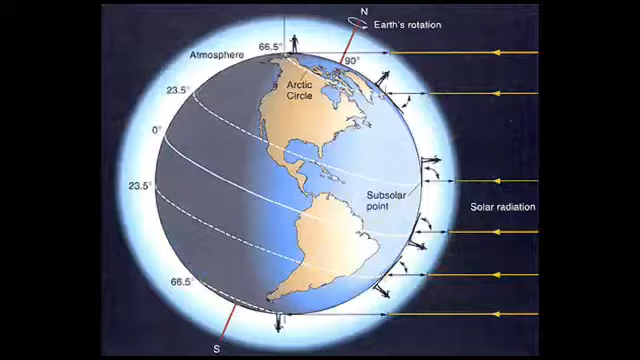 N
Earth's rotation
66.5°
Atmosphere
90°
Arctic
Circle
23.5°
0°
23.5°
Subsolar
point
Solar radiation
66.5°
S